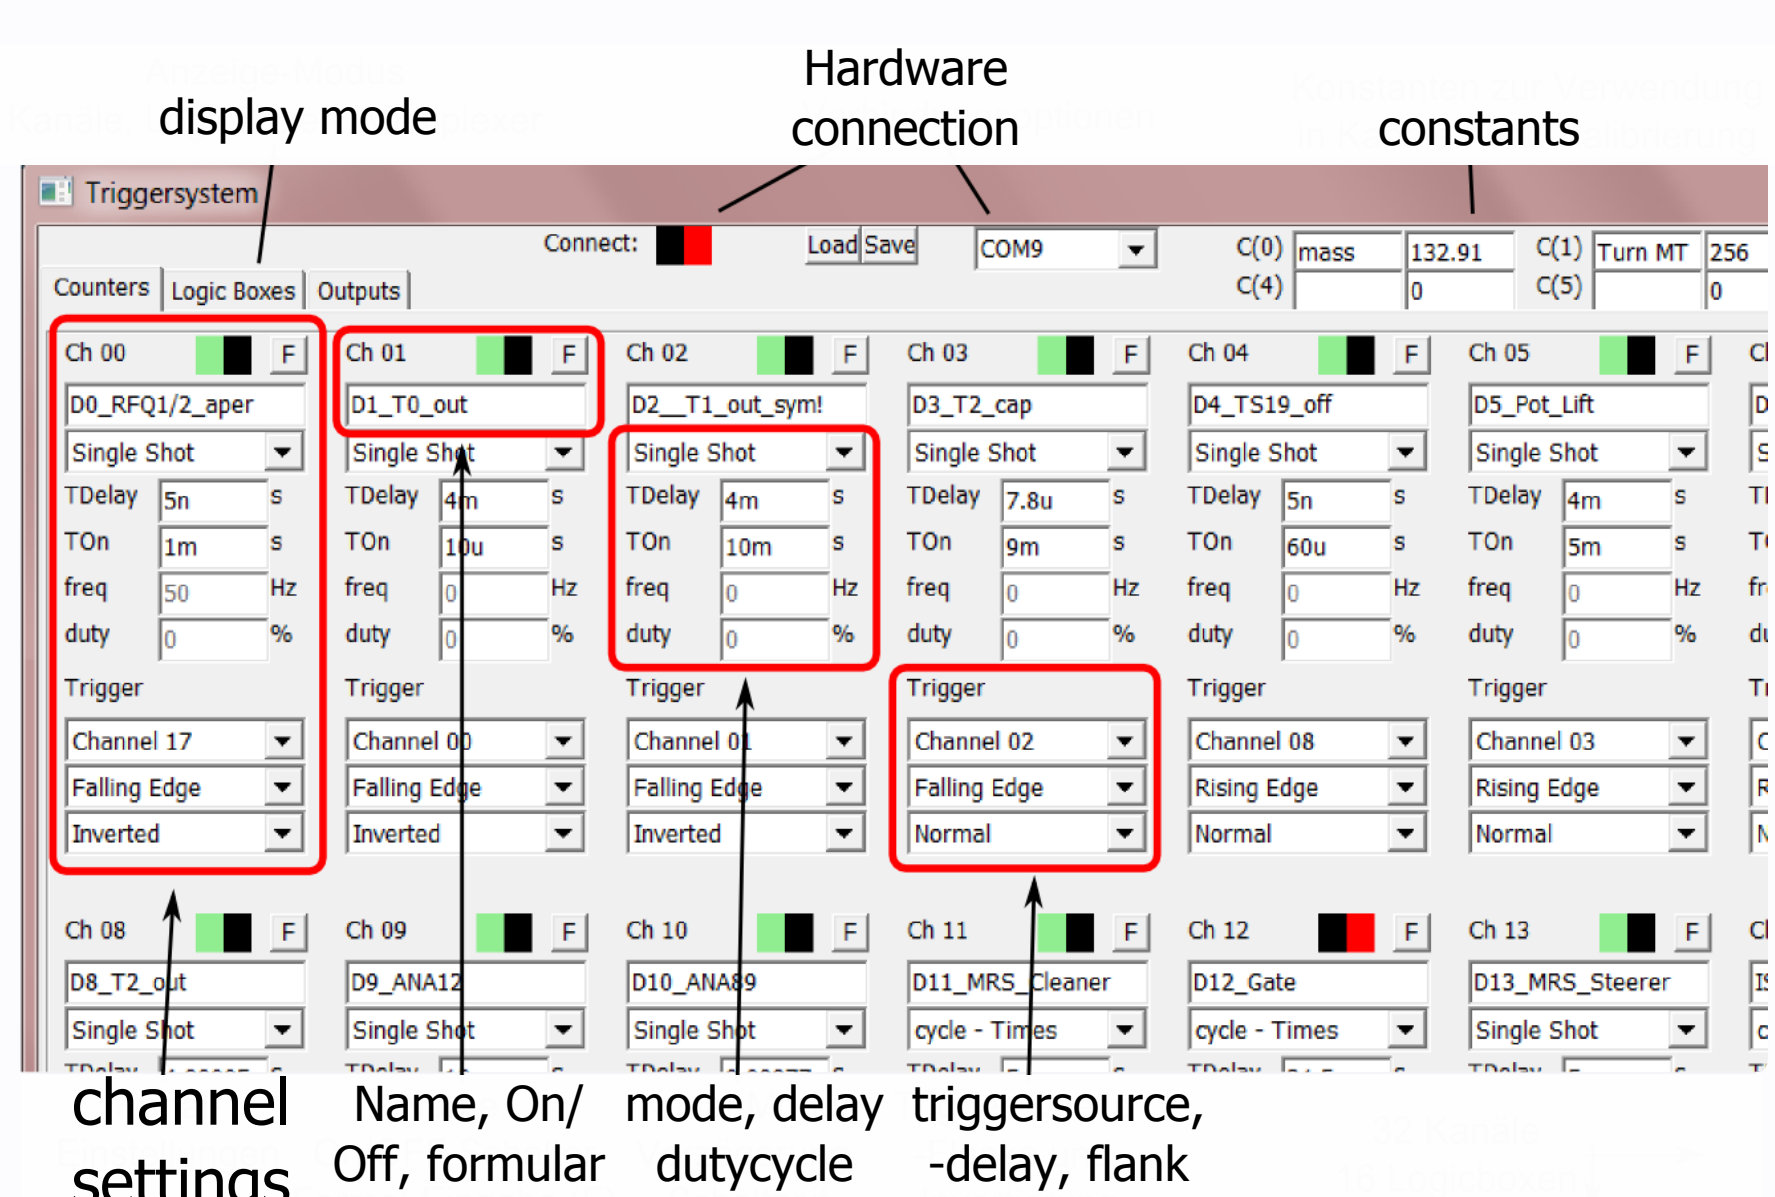 Hardware
display mode
connection
constants
Triggersystem
Connect:
Load Save
COM9
C(0) mass 132.91 C(1) Turn MT 256
C(4) 0 C(5) 0
Counters Logic Boxes Outputs
Ch 00 F Ch 01 F Ch 02 F Ch 03 F Ch 04 F Ch 05 F
D0_RFQ1/2_aper D1_T0_out D2__T1_out_sym! D3_T2_cap D4_TS19_off D5_Pot_Lift
Single Shot Single Shot Single Shot Single Shot Single Shot Single Shot
TDelay 5n s TDelay 4m s TDelay 4m s TDelay 7.8u s TDelay 5n s TDelay 4m s
TOn 1m s TOn 10u s TOn 10m s TOn 9m s TOn 60u s TOn 5m s
freq 50 Hz freq 0 Hz freq 0 Hz freq 0 Hz freq 0 Hz freq 0 Hz
duty 0 % duty 0 % duty 0 % duty 0 % duty 0 % duty 0 %
Trigger Trigger Trigger Trigger Trigger Trigger
Channel 17 Channel 00 Channel 01 Channel 02 Channel 08 Channel 03
Falling Edge Falling Edge Falling Edge Falling Edge Rising Edge Rising Edge
Inverted Inverted Inverted Normal Normal Normal
Ch 08 F Ch 09 F Ch 10 F Ch 11 F Ch 12 F Ch 13 F
D8_T2_out D9_ANA12 D10_ANA89 D11_MRS_Cleaner D12_Gate D13_MRS_Steerer
Single Shot Single Shot Single Shot cycle - Times cycle - Times Single Shot
TDelay TDelay TDelay TDelay TDelay TDelay
channel
settings
Name, On/
Off, formular
mode, delay
dutycycle
triggersource,
-delay, flank